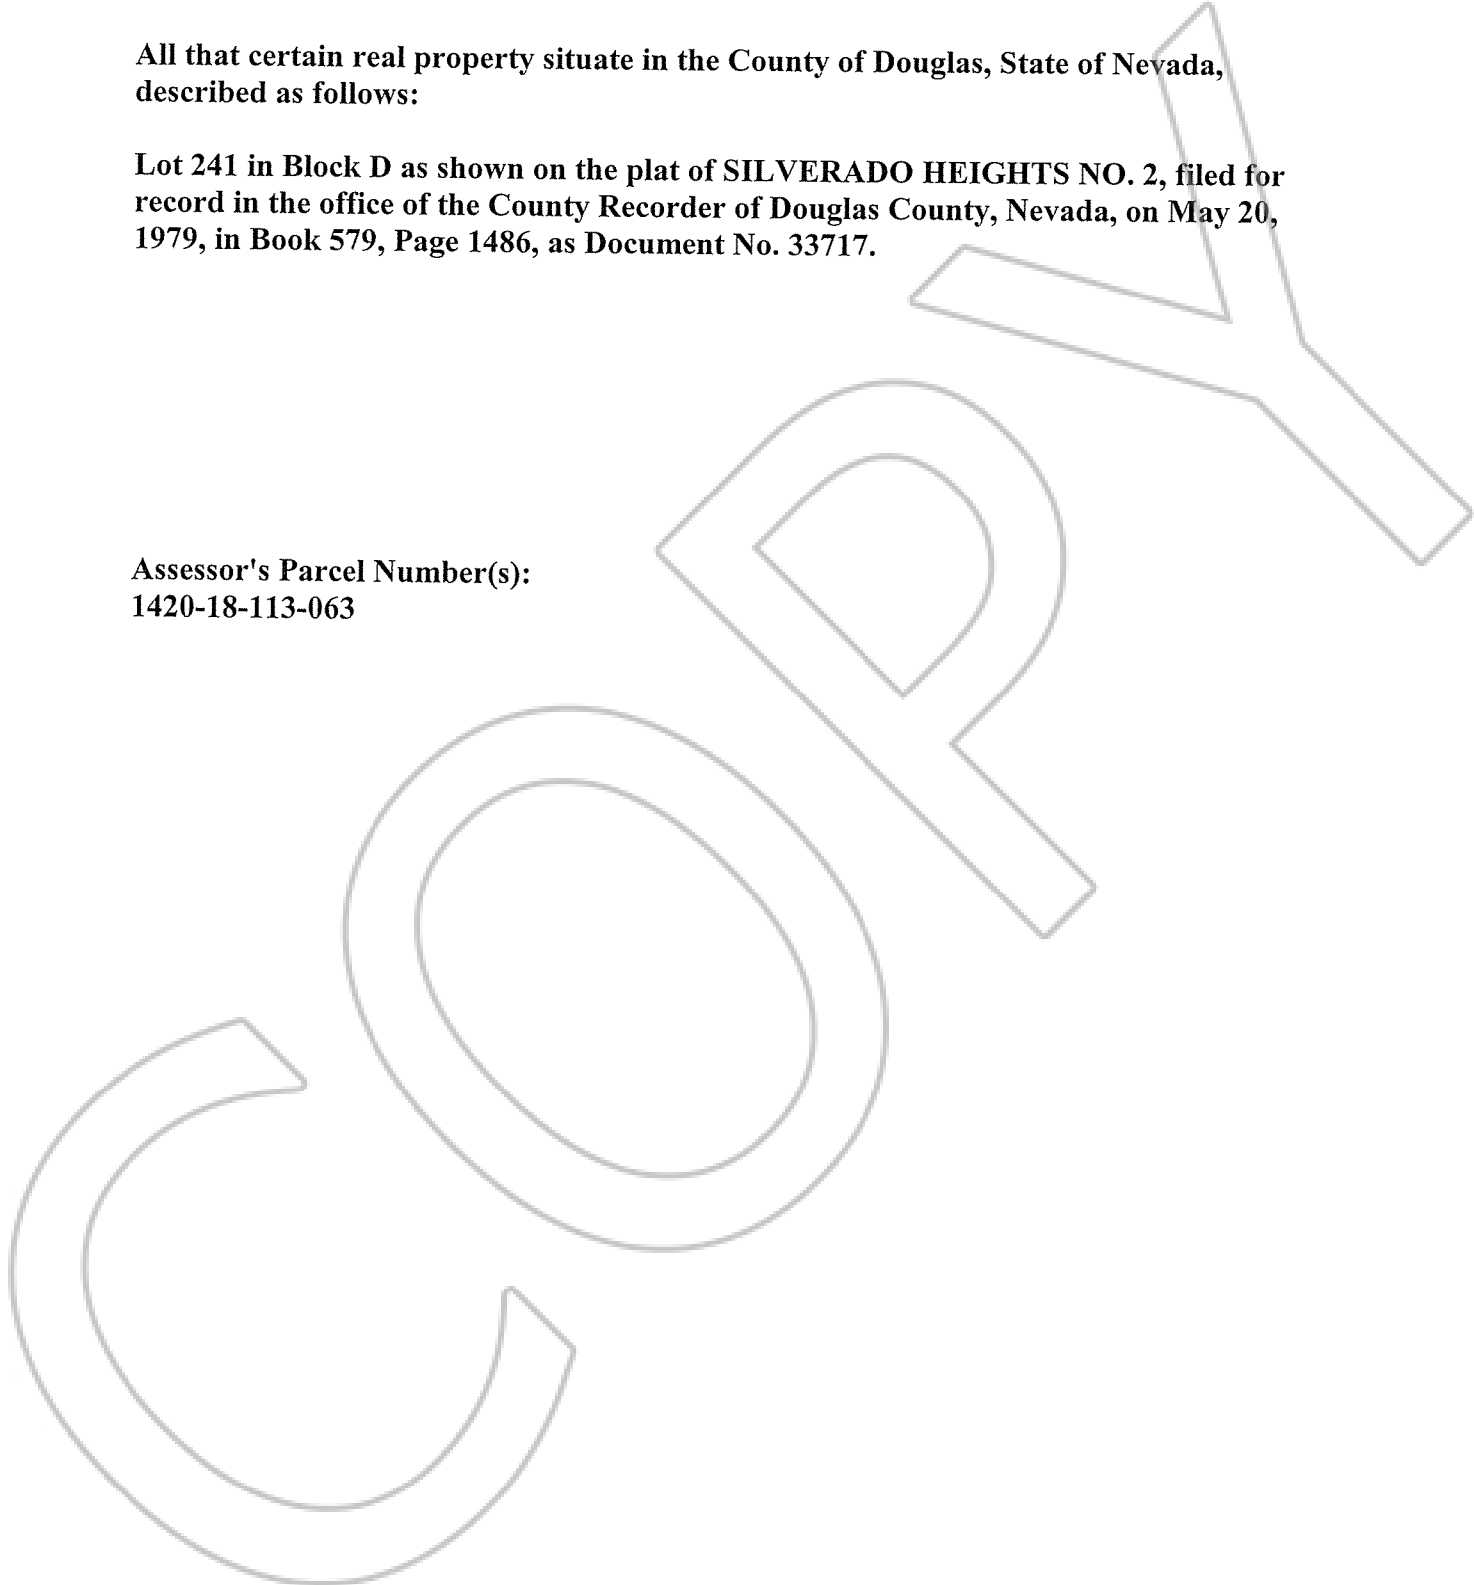 All that certain real property situate in the County of Douglas, State of Nevada,
described as follows:
Lot 241 in Block D as shown on the plat of SILVERADO HEIGHTS NO. 2, filed for
record in the office of the County Recorder of Douglas County, Nevada, on May 20,
1979, in Book 579, Page 1486, as Document No. 33717.
Assessor's Parcel Number(s):
1420-18-113-063
COPY